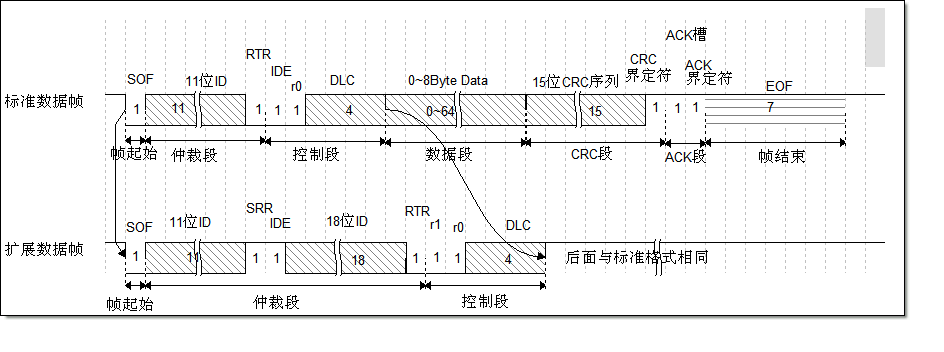 ACK槽
RTR
CRC
界定符
ACK
界定符
SOF
11位ID
IDE
r0
DLC
0~8Byte Data
15位CRC序列
EOF
标准数据帧
1
11
1
1
1
4
0~64
15
1
1
1
7
帧起始
仲裁段
控制段
数据段
CRC段
ACK段
帧结束
SOF
11位ID
SRR
IDE
18位ID
RTR
r1
r0
DLC
扩展数据帧
1
11
1
1
18
1
1
1
4
后面与标准格式相同
帧起始
仲裁段
控制段